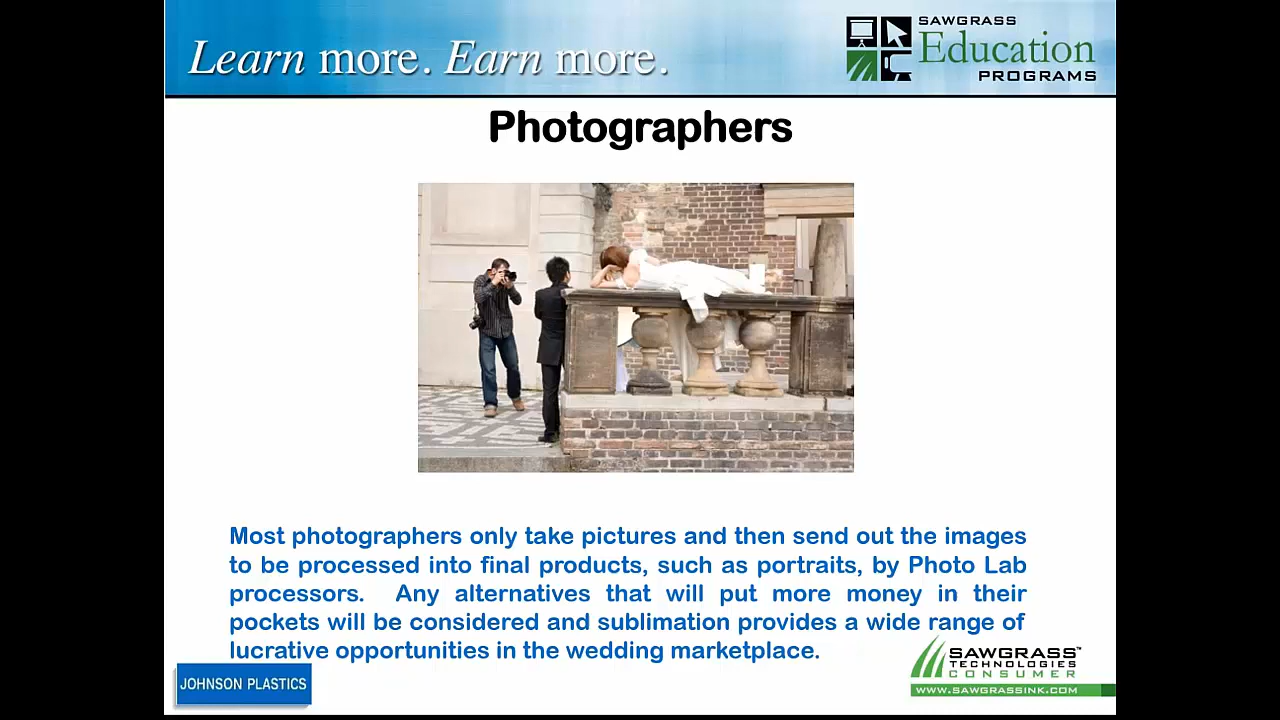 Learn more. Earn more.
SAWGRASS
Education
PROGRAMS
Photographers
Most photographers only take pictures and then send out the images
to be processed into final products, such as portraits, by Photo Lab
processors. Any alternatives that will put more money in their
pockets will be considered and sublimation provides a wide range of
lucrative opportunities in the wedding marketplace.
JOHNSON PLASTICS
SAWGRASS™
TECHNOLOGIES
CONSUMER
WWW.SAWGRASSINK.COM